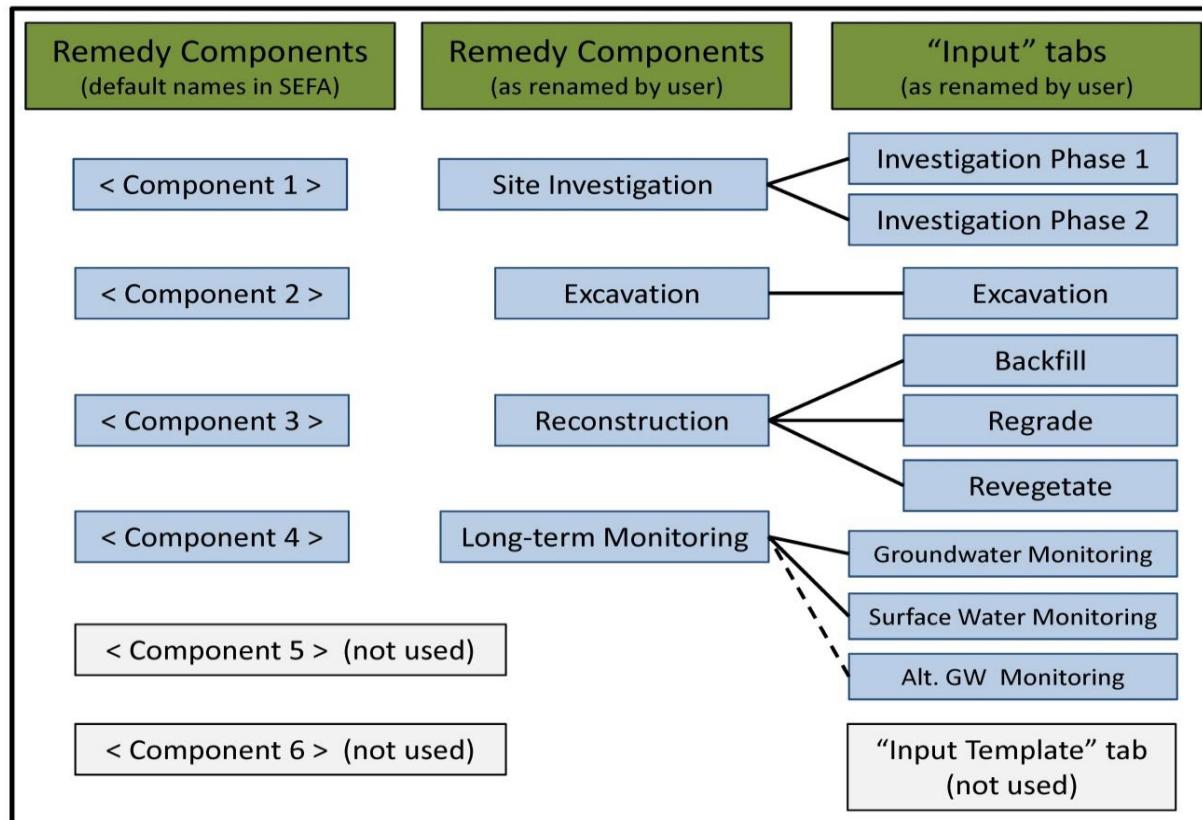 Remedy Components
(default names in SEFA)
Remedy Components
(as renamed by user)
“Input” tabs
(as renamed by user)
< Component 1 >
Site Investigation
Investigation Phase 1
Investigation Phase 2
< Component 2 >
Excavation
Excavation
Backfill
< Component 3 >
Reconstruction
Regrade
Revegetate
< Component 4 >
Long-term Monitoring
Groundwater Monitoring
Surface Water Monitoring
Alt. GW  Monitoring
< Component 5 >  (not used)
< Component 6 >  (not used)
“Input Template” tab
(not used)